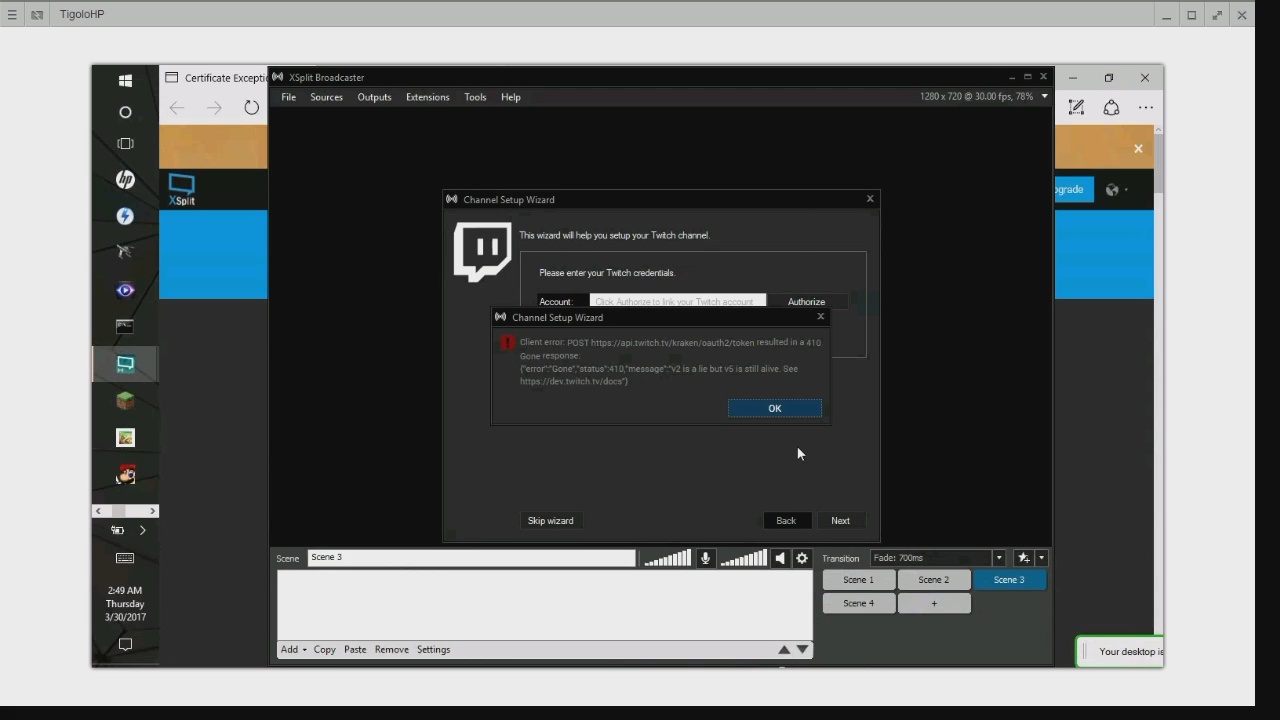 TigoloHP
Certificate Excepti
XSplit Broadcaster
File Sources Outputs Extensions Tools Help
1280 x 720 @ 30.00 fps, 78%
XSplit
pgrade
Channel Setup Wizard
This wizard will help you setup your Twitch channel.
Please enter your Twitch credentials.
Account: Click Authorize to link your Twitch account Authorize
Channel Setup Wizard
Client error: POST https://api.twitch.tv/kraken/oauth2/token resulted in a 410
Gone response:
{"error":"Gone","status":410,"message":"v2 is a lie but v5 is still alive. See
https://dev.twitch.tv/docs"}
OK
Skip wizard Back Next
Scene Scene 3
Transition Fade: 700ms
Scene 1 Scene 2 Scene 3
Scene 4 +
Add Copy Paste Remove Settings
hp
2:49 AM
Thursday
3/30/2017
Your desktop is